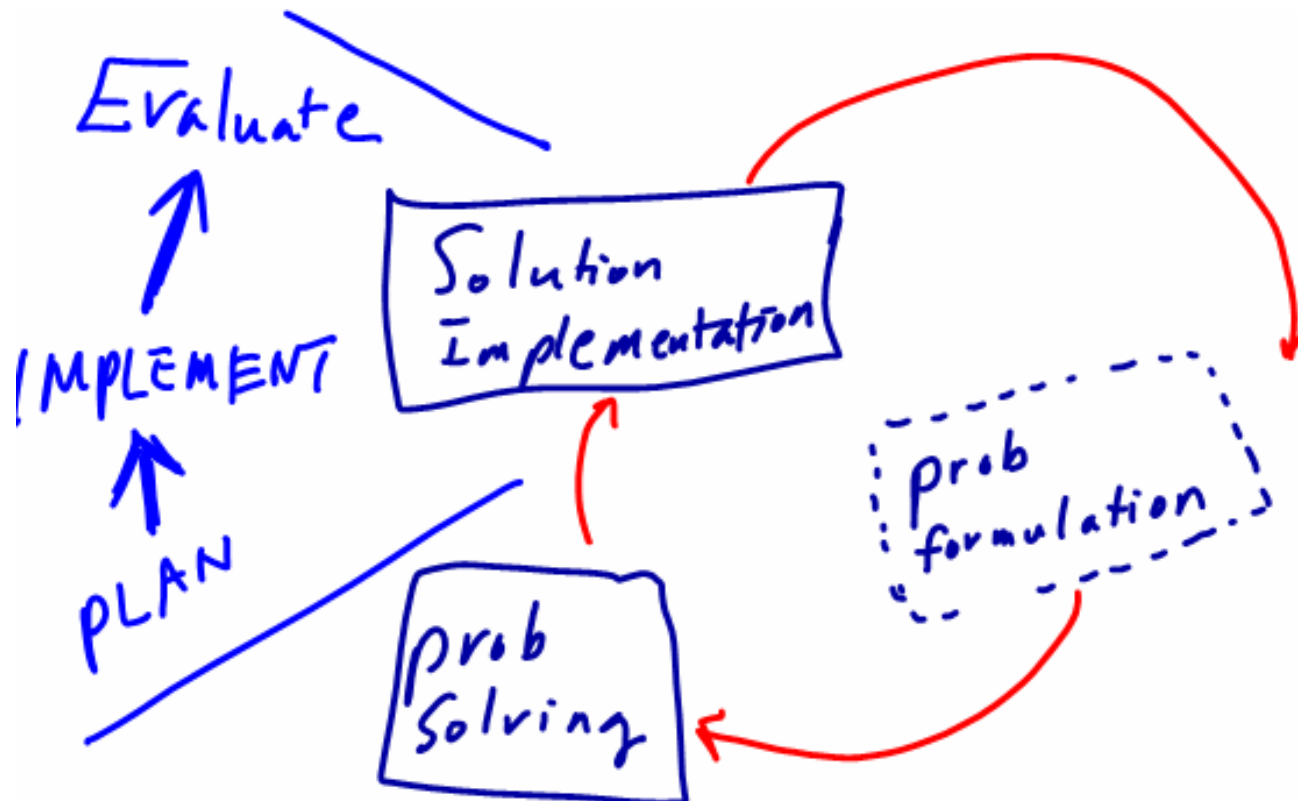 Evaluate
IMPLEMENT
PLAN
Solution
Implementation
prob
formulation
prob
Solving